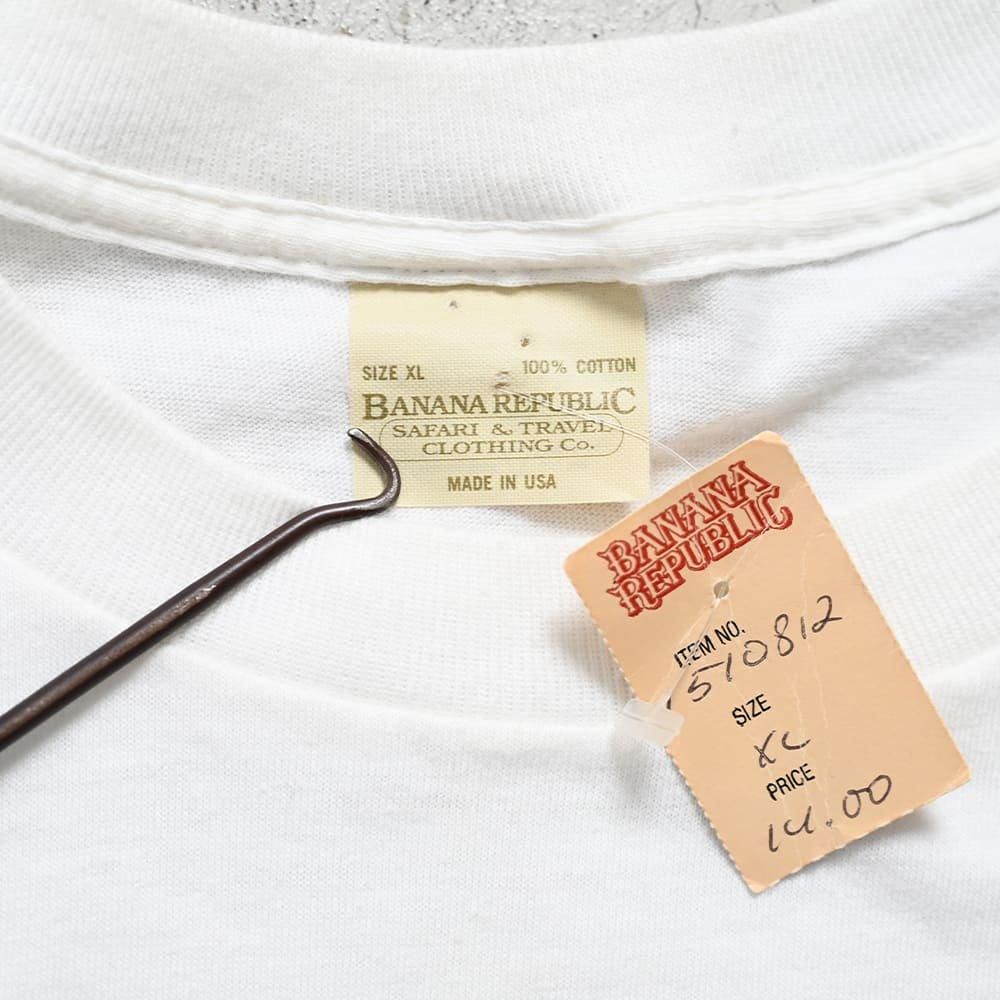 SIZE XL 100% COTTON
BANANA REPUBLIC
SAFARI & TRAVEL
CLOTHING CO.
MADE IN USA
BANANA
REPUBLIC
ITEM NO.
510812
SIZE
XL
PRICE
14.00